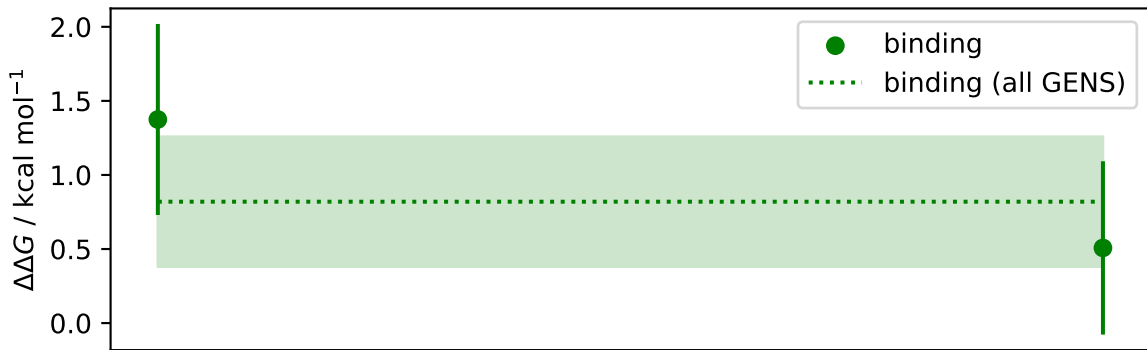 2.0
1.5
1.0
0.5
0.0
ΔΔG / kcal mol⁻¹
binding
binding (all GENS)